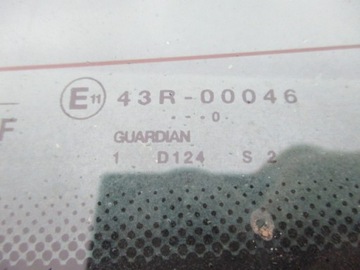 E11 43R-00046
---0.
GUARDIAN
1 D124 S 2
F